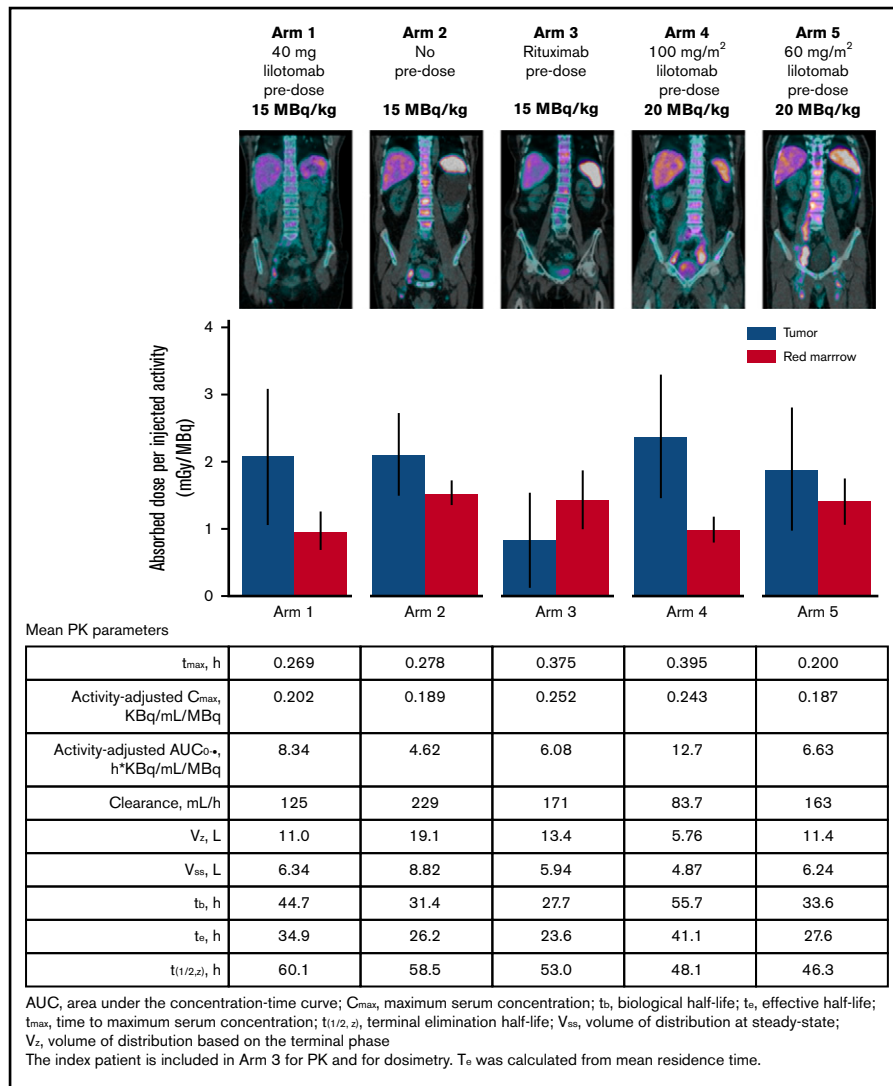 Arm 1 Arm 2 Arm 3 Arm 4 Arm 5
40 mg No Rituximab 100 mg/m² 60 mg/m²
lilotomab pre-dose pre-dose lilotomab lilotomab
pre-dose pre-dose pre-dose
15 MBq/kg 15 MBq/kg 15 MBq/kg 20 MBq/kg 20 MBq/kg
Absorbed dose per injected activity
(mGy/MBq)
4
3
2
1
0
Tumor
Red marrrow
Arm 1 Arm 2 Arm 3 Arm 4 Arm 5
Mean PK parameters
tmax, h 0.269 0.278 0.375 0.395 0.200
Activity-adjusted Cmax, 0.202 0.189 0.252 0.243 0.187
KBq/mL/MBq
Activity-adjusted AUC0-•, 8.34 4.62 6.08 12.7 6.63
h*KBq/mL/MBq
Clearance, mL/h 125 229 171 83.7 163
Vz, L 11.0 19.1 13.4 5.76 11.4
Vss, L 6.34 8.82 5.94 4.87 6.24
tb, h 44.7 31.4 27.7 55.7 33.6
te, h 34.9 26.2 23.6 41.1 27.6
t(1/2,z), h 60.1 58.5 53.0 48.1 46.3
AUC, area under the concentration-time curve; Cmax, maximum serum concentration; tb, biological half-life; te, effective half-life;
tmax, time to maximum serum concentration; t(1/2, z), terminal elimination half-life; Vss, volume of distribution at steady-state;
Vz, volume of distribution based on the terminal phase
The index patient is included in Arm 3 for PK and for dosimetry. Te was calculated from mean residence time.